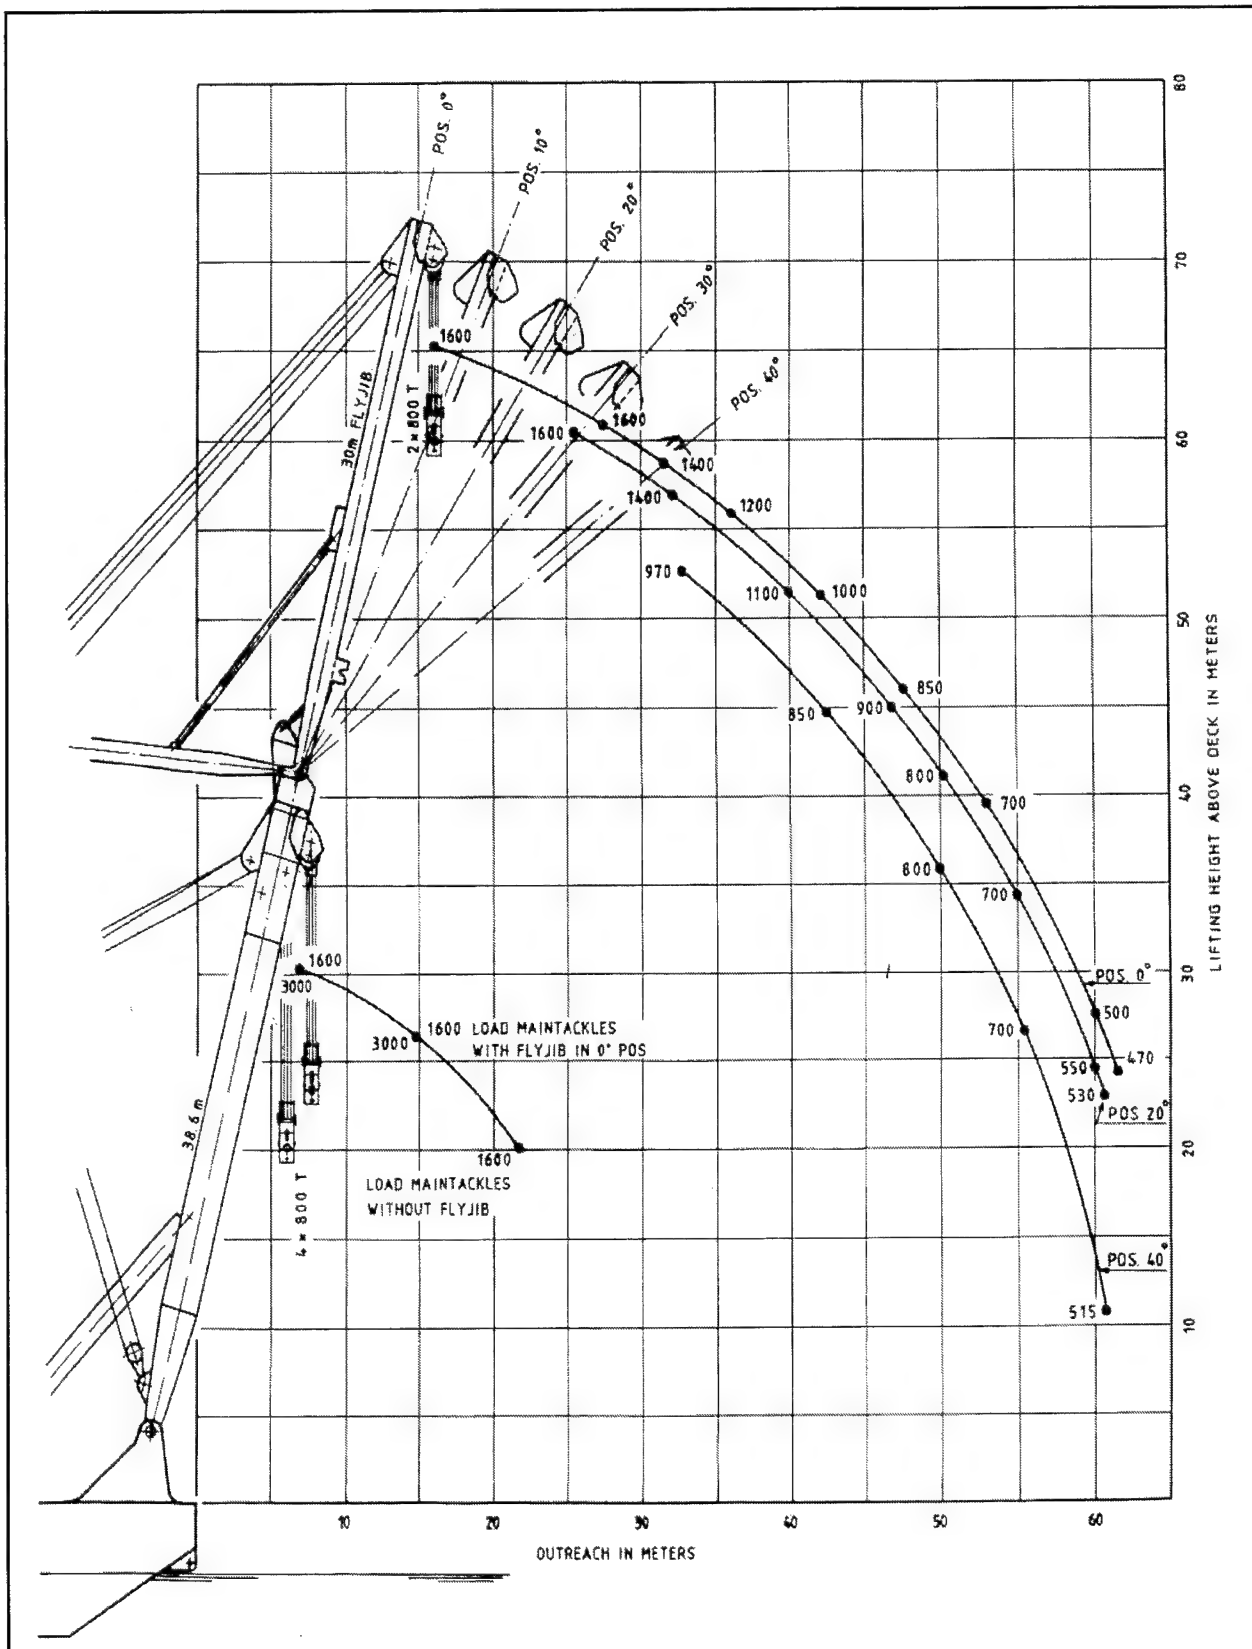 POS. 0°
POS. 10°
POS. 20°
POS. 30°
POS. 40°
30m FLYJIB
2 × 800 T
1600
1600
1600
1400
1400
1200
970
1100
1000
850
850
900
800
700
800
700
700
POS. 0°
500
550
470
530
POS 20°
POS. 40°
515
1600
3000
1600 LOAD MAINTACKLES
3000 WITH FLYJIB IN 0° POS
1600
LOAD MAINTACKLES
WITHOUT FLYJIB
38.6 m
4 × 800 T
80
70
60
50
40
30
20
10
LIFTING HEIGHT ABOVE DECK IN METERS
10 20 30 40 50 60
OUTREACH IN METERS